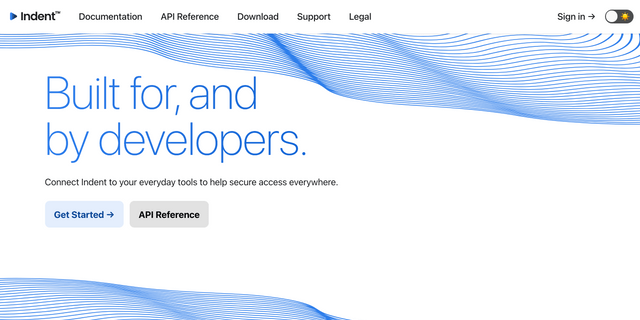 Indent™ Documentation API Reference Download Support Legal Sign in →
Built for, and
by developers.
Connect Indent to your everyday tools to help secure access everywhere.
Get Started → API Reference